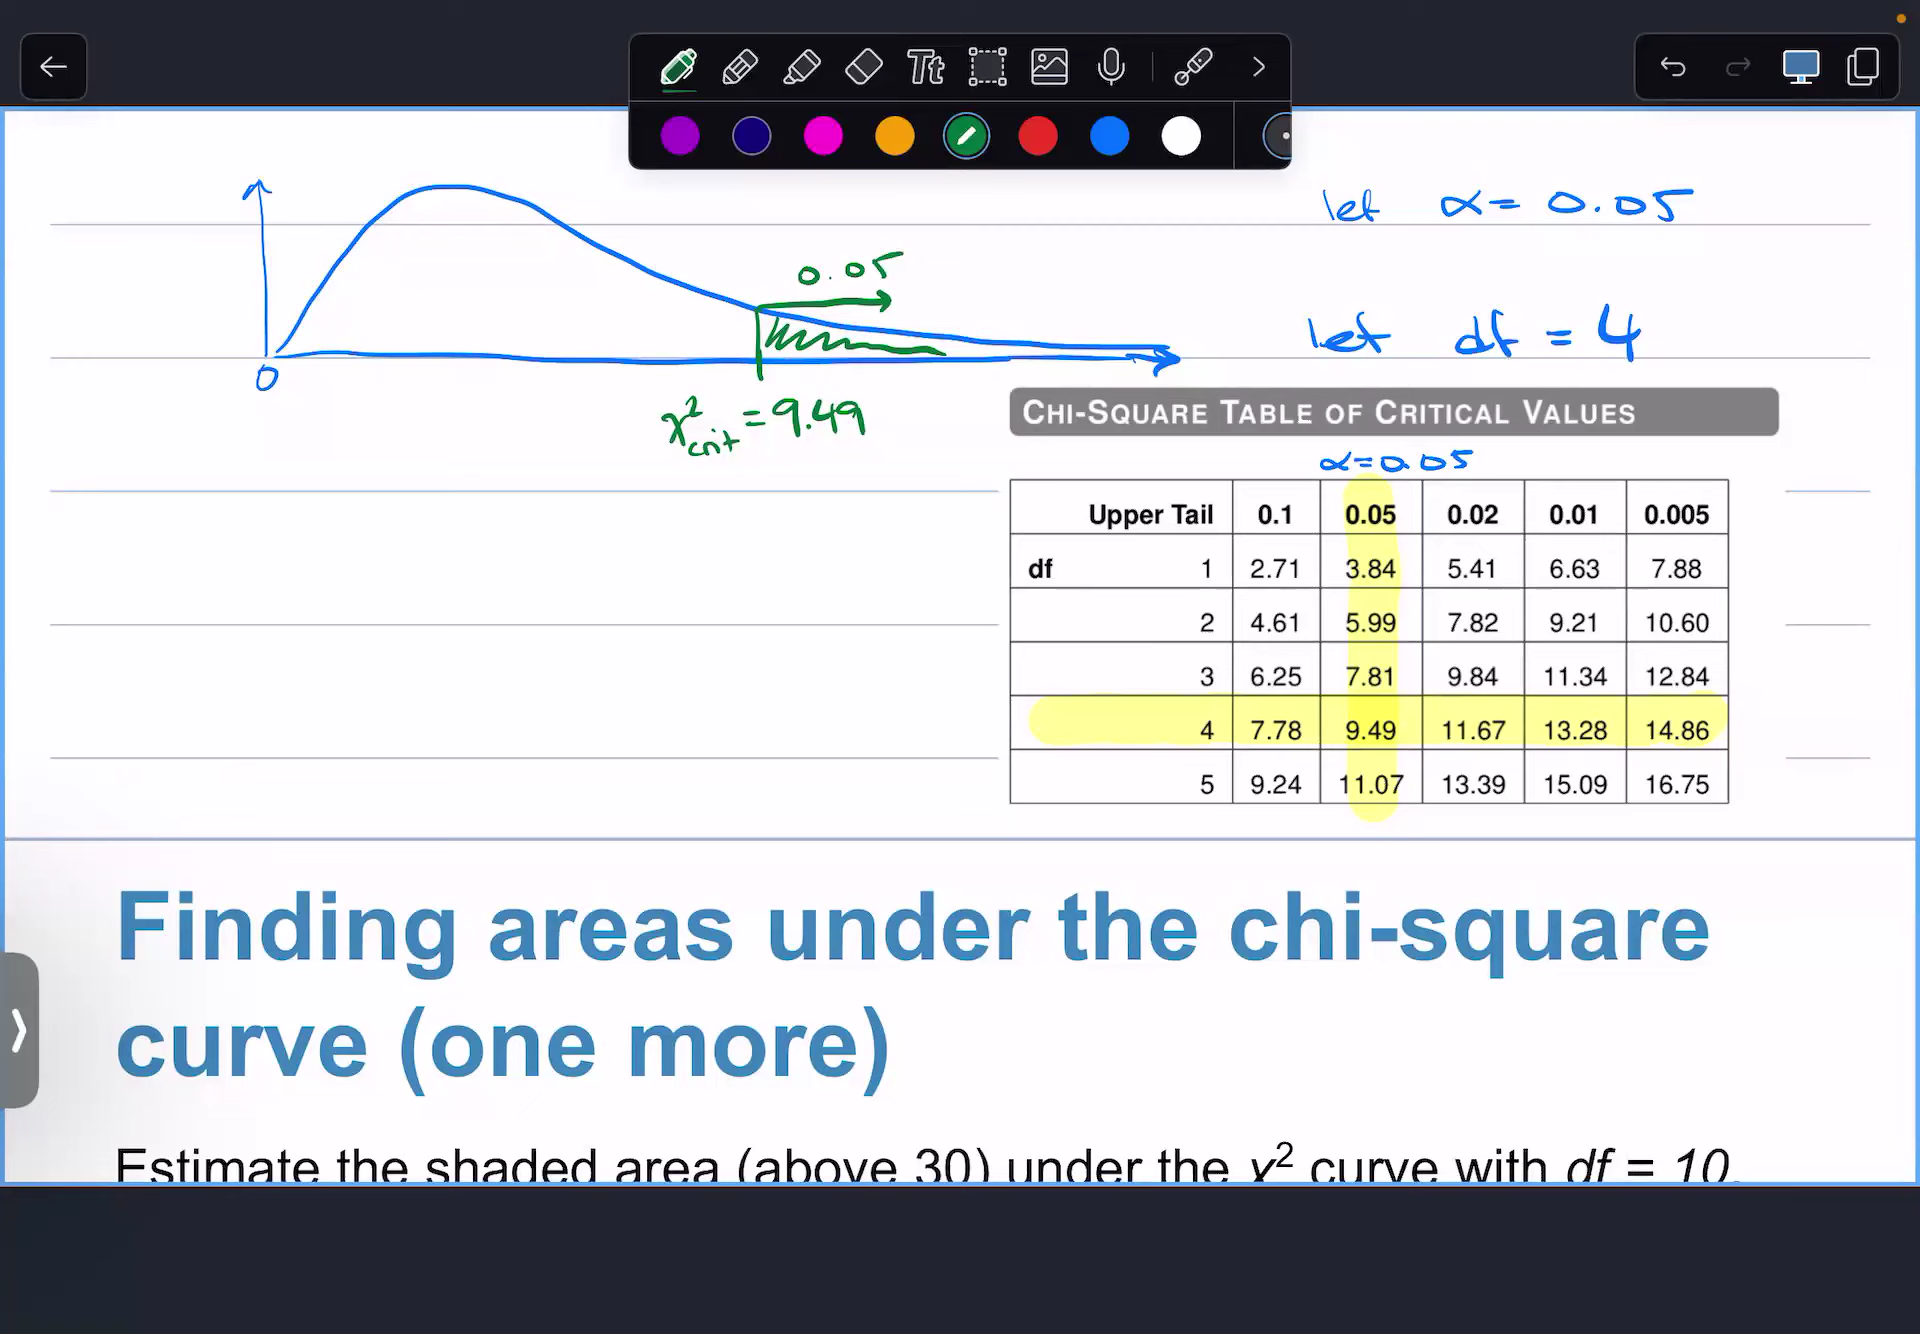 Tt
let α = 0.05
0.05
let df = 4
0
χ²crit = 9.49
CHI-SQUARE TABLE OF CRITICAL VALUES
α=0.05
Upper Tail 0.1 0.05 0.02 0.01 0.005
df 1 2.71 3.84 5.41 6.63 7.88
2 4.61 5.99 7.82 9.21 10.60
3 6.25 7.81 9.84 11.34 12.84
4 7.78 9.49 11.67 13.28 14.86
5 9.24 11.07 13.39 15.09 16.75
Finding areas under the chi-square
curve (one more)
Estimate the shaded area (above 30) under the χ² curve with df = 10.